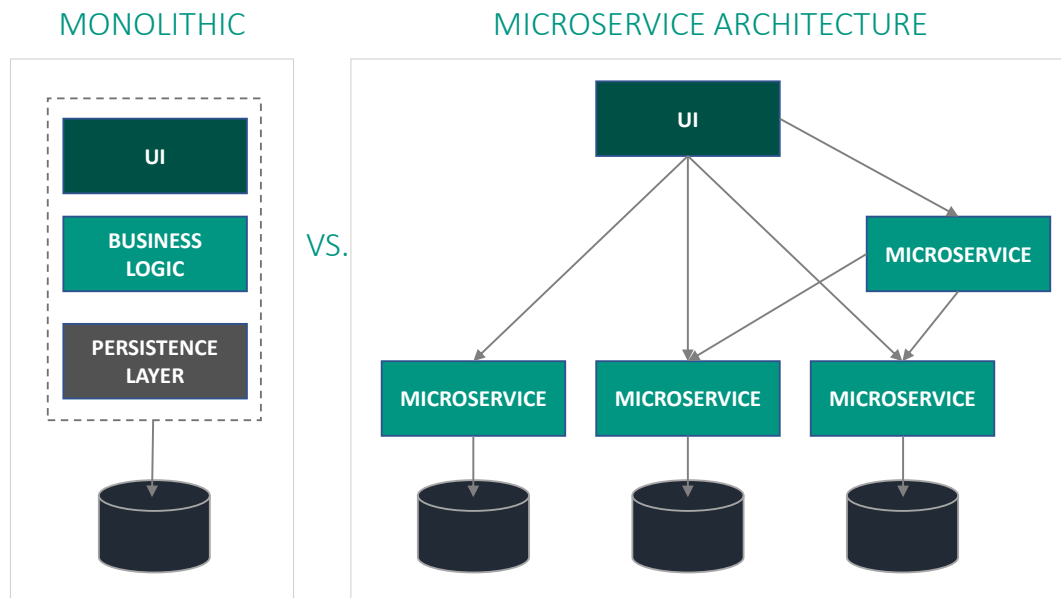 MONOLITHIC
UI
BUSINESS
LOGIC
PERSISTENCE
LAYER
VS.
MICROSERVICE ARCHITECTURE
UI
MICROSERVICE
MICROSERVICE
MICROSERVICE
MICROSERVICE